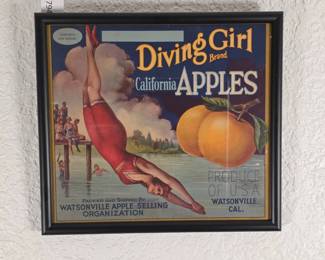 Diving Girl
Brand
California APPLES
PRODUCE
OF U.S.A.
WATSONVILLE
CAL.
PACKED AND SHIPPED BY
WATSONVILLE APPLE SELLING
ORGANIZATION